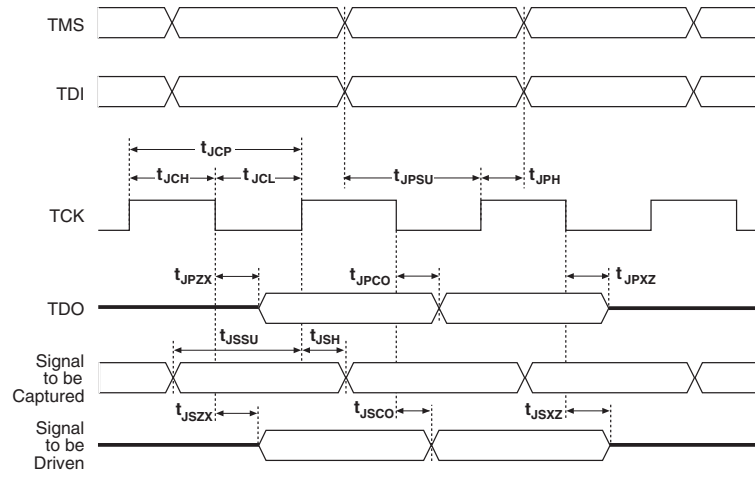 TMS
TDI
tJCP
tJCH
tJCL
tJPSU
tJPH
TCK
tJPZX
tJPCO
tJPXZ
TDO
tJSSU
tJSH
Signal
to be
Captured
tJSZX
tJSCO
tJSXZ
Signal
to be
Driven